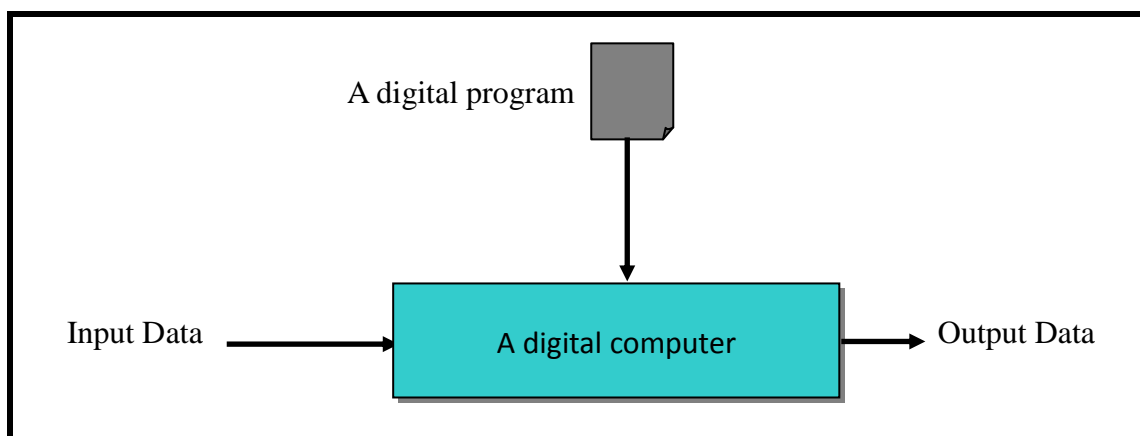 A digital program
Input Data
A digital computer
Output Data